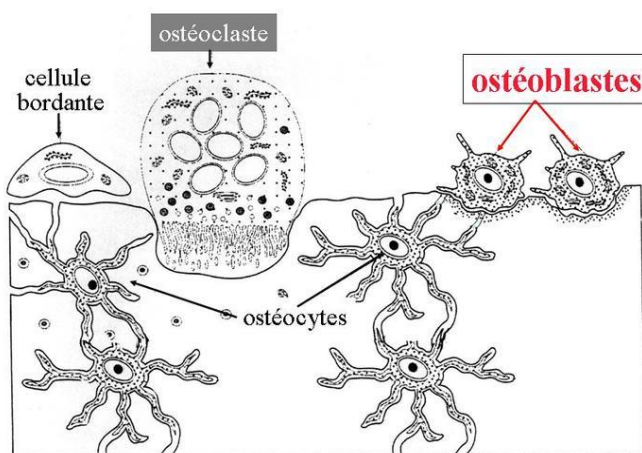 ostéoclaste
cellule
bordante
ostéoblastes
ostéocytes